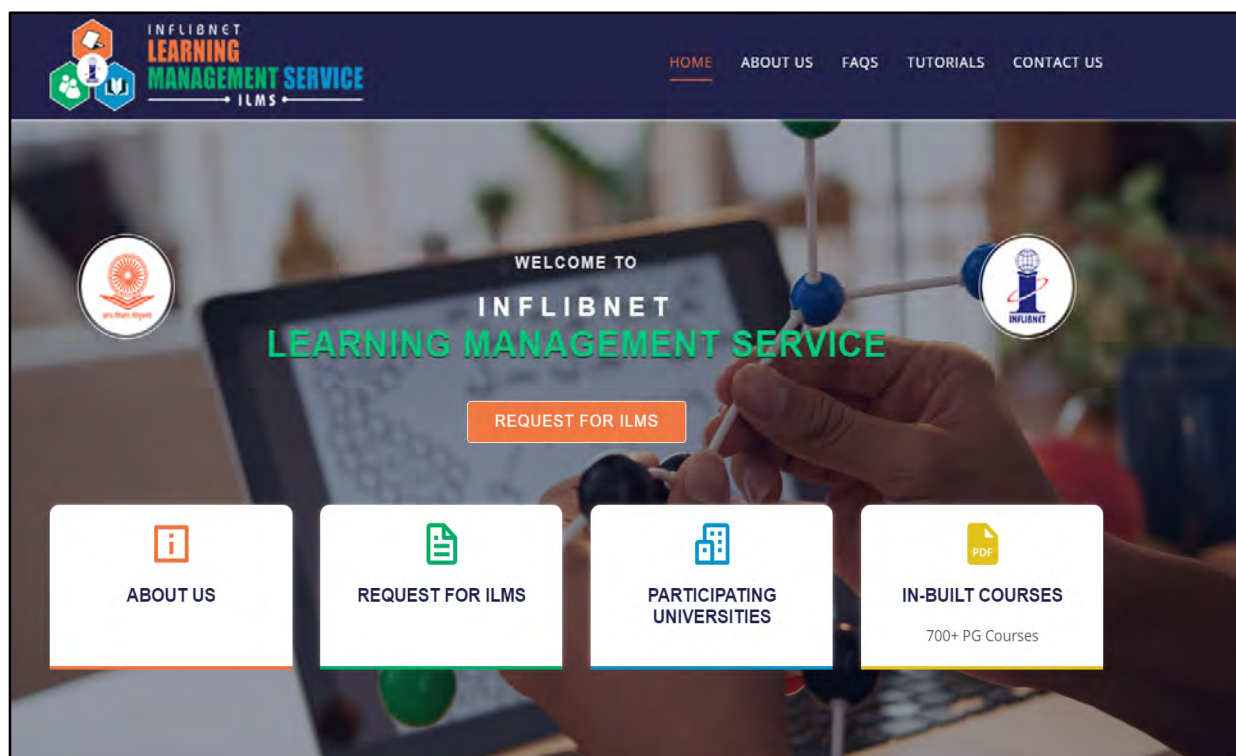 INFLIBNET
LEARNING
MANAGEMENT SERVICE
ILMS
HOME ABOUT US FAQS TUTORIALS CONTACT US
WELCOME TO
INFLIBNET
LEARNING MANAGEMENT SERVICE
INFLIBNET
REQUEST FOR ILMS
ABOUT US
REQUEST FOR ILMS
PARTICIPATING
UNIVERSITIES
PDF
IN-BUILT COURSES
700+ PG Courses